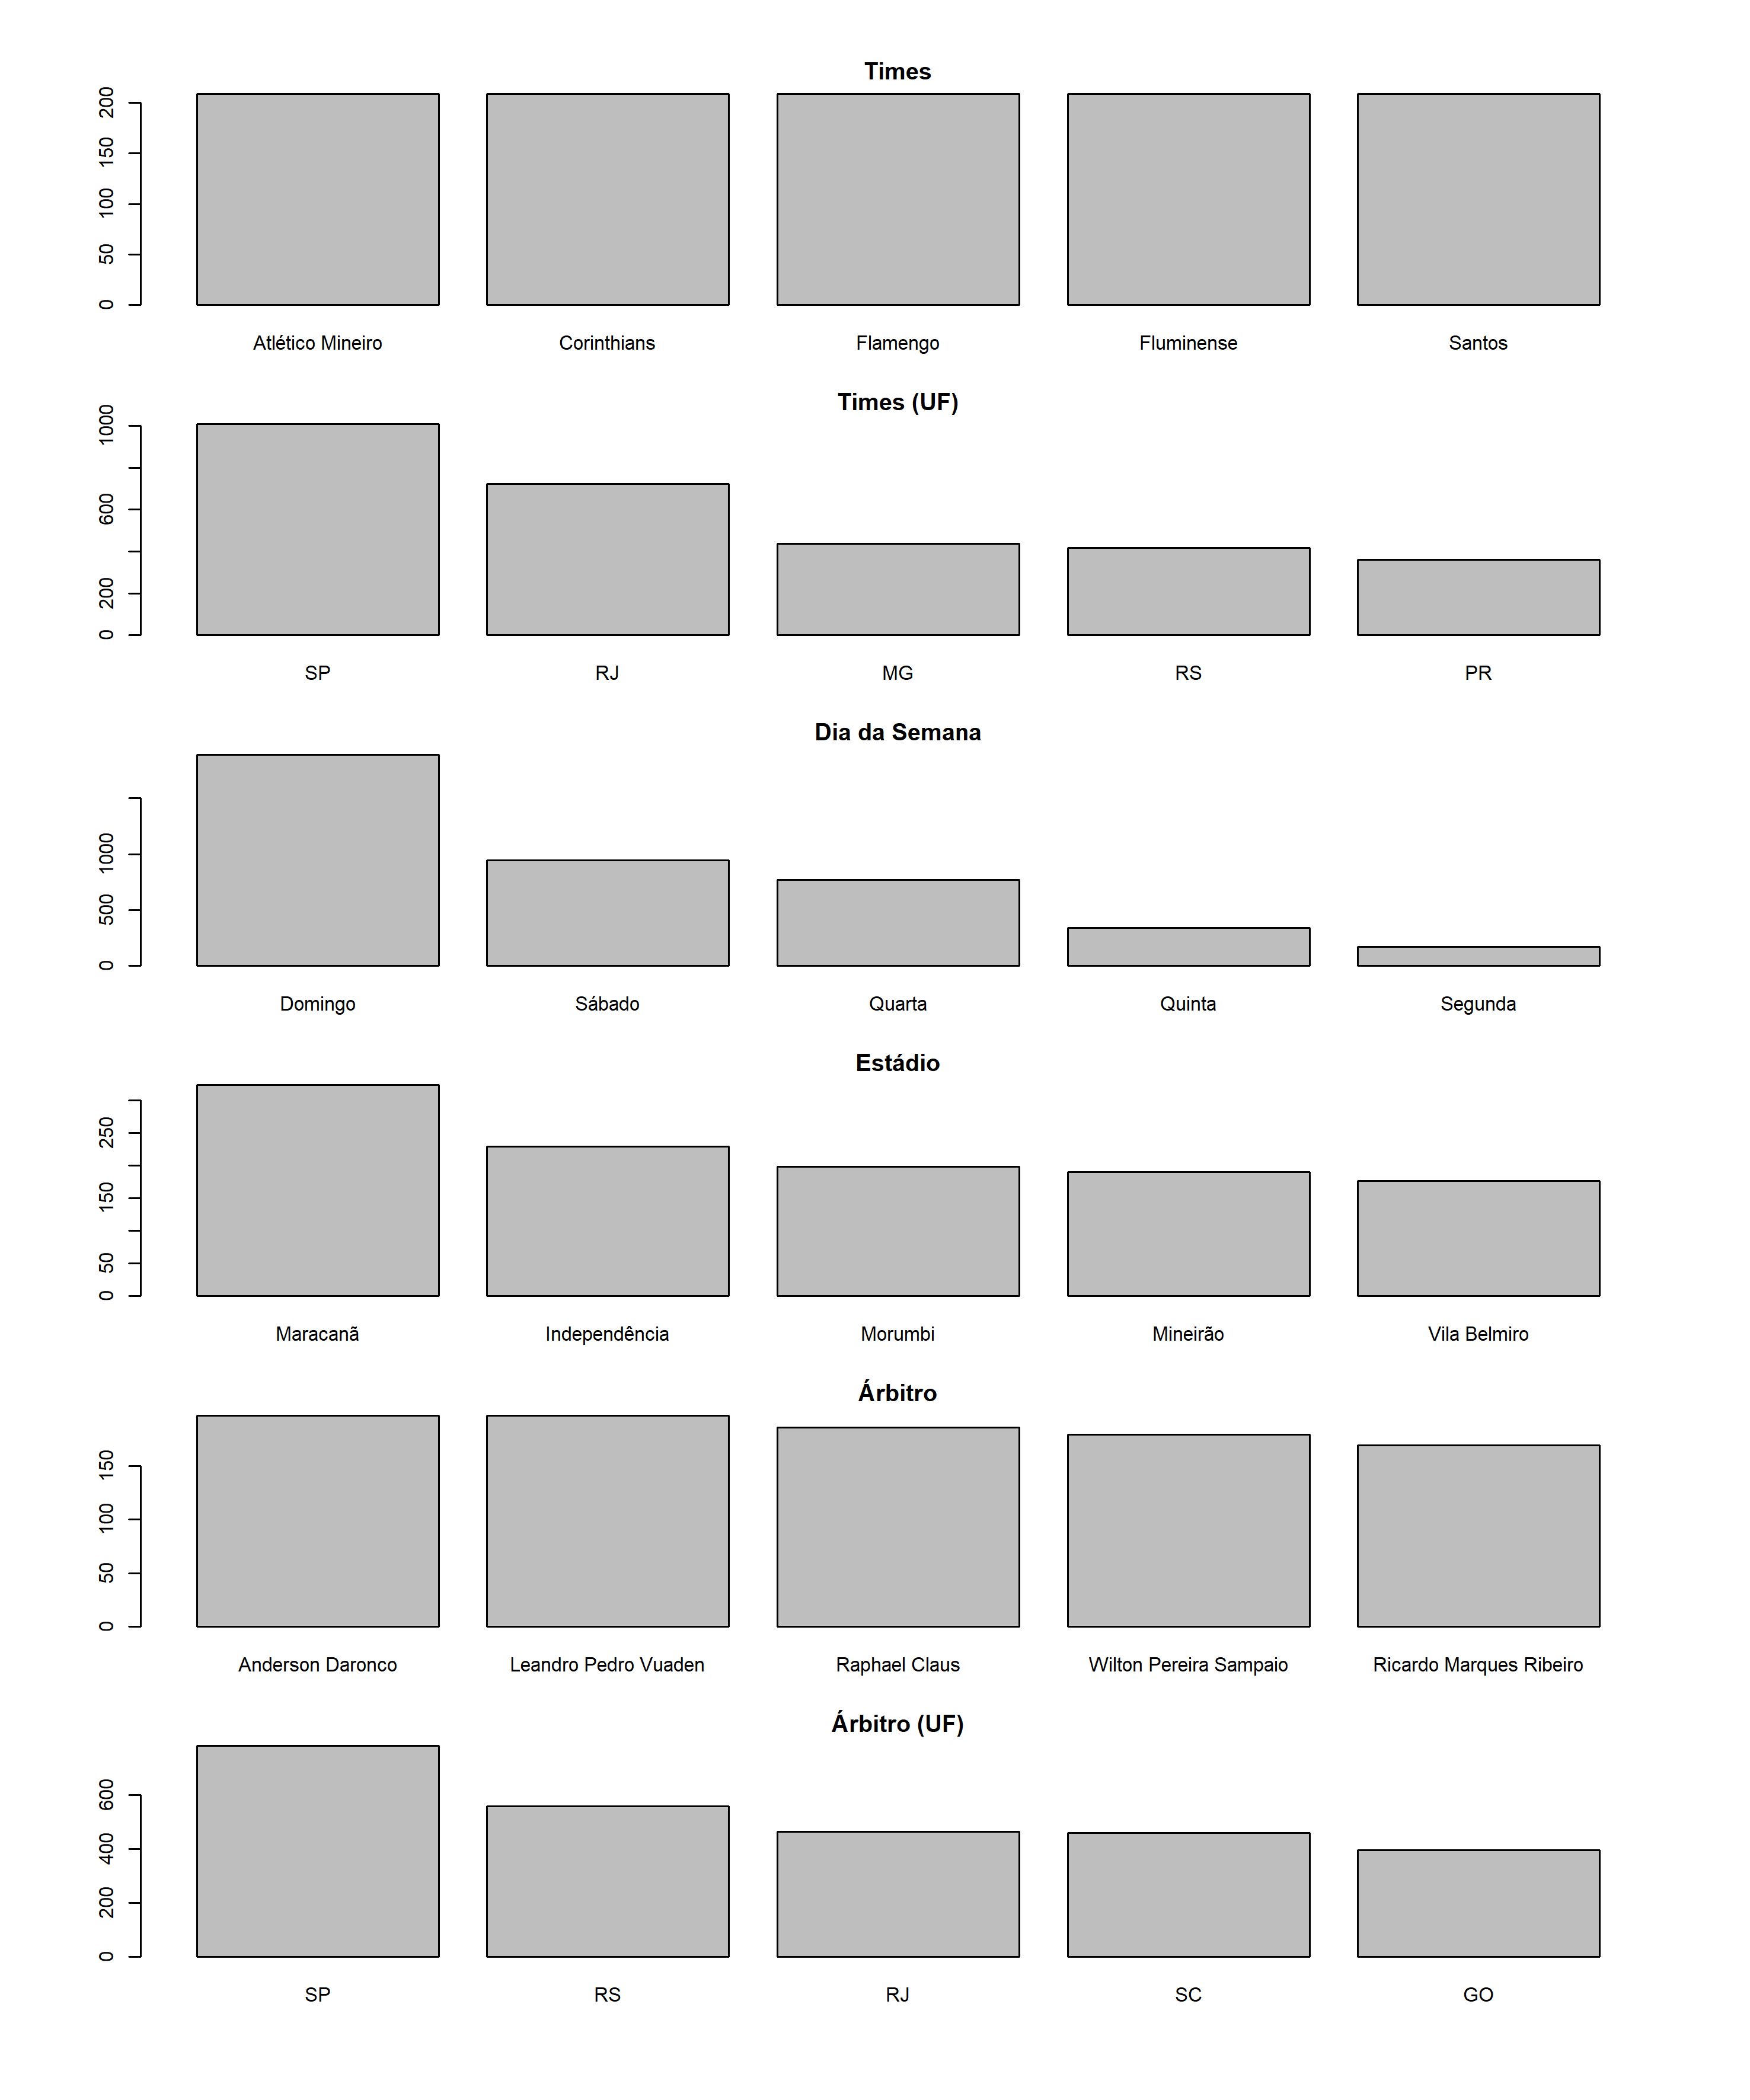 Times
200
150
100
50
0
Atlético Mineiro Corinthians Flamengo Fluminense Santos
Times (UF)
1000
600
200
0
SP RJ MG RS PR
Dia da Semana
1000
500
0
Domingo Sábado Quarta Quinta Segunda
Estádio
250
150
50
0
Maracanã Independência Morumbi Mineirão Vila Belmiro
Árbitro
150
100
50
0
Anderson Daronco Leandro Pedro Vuaden Raphael Claus Wilton Pereira Sampaio Ricardo Marques Ribeiro
Árbitro (UF)
600
400
200
0
SP RS RJ SC GO